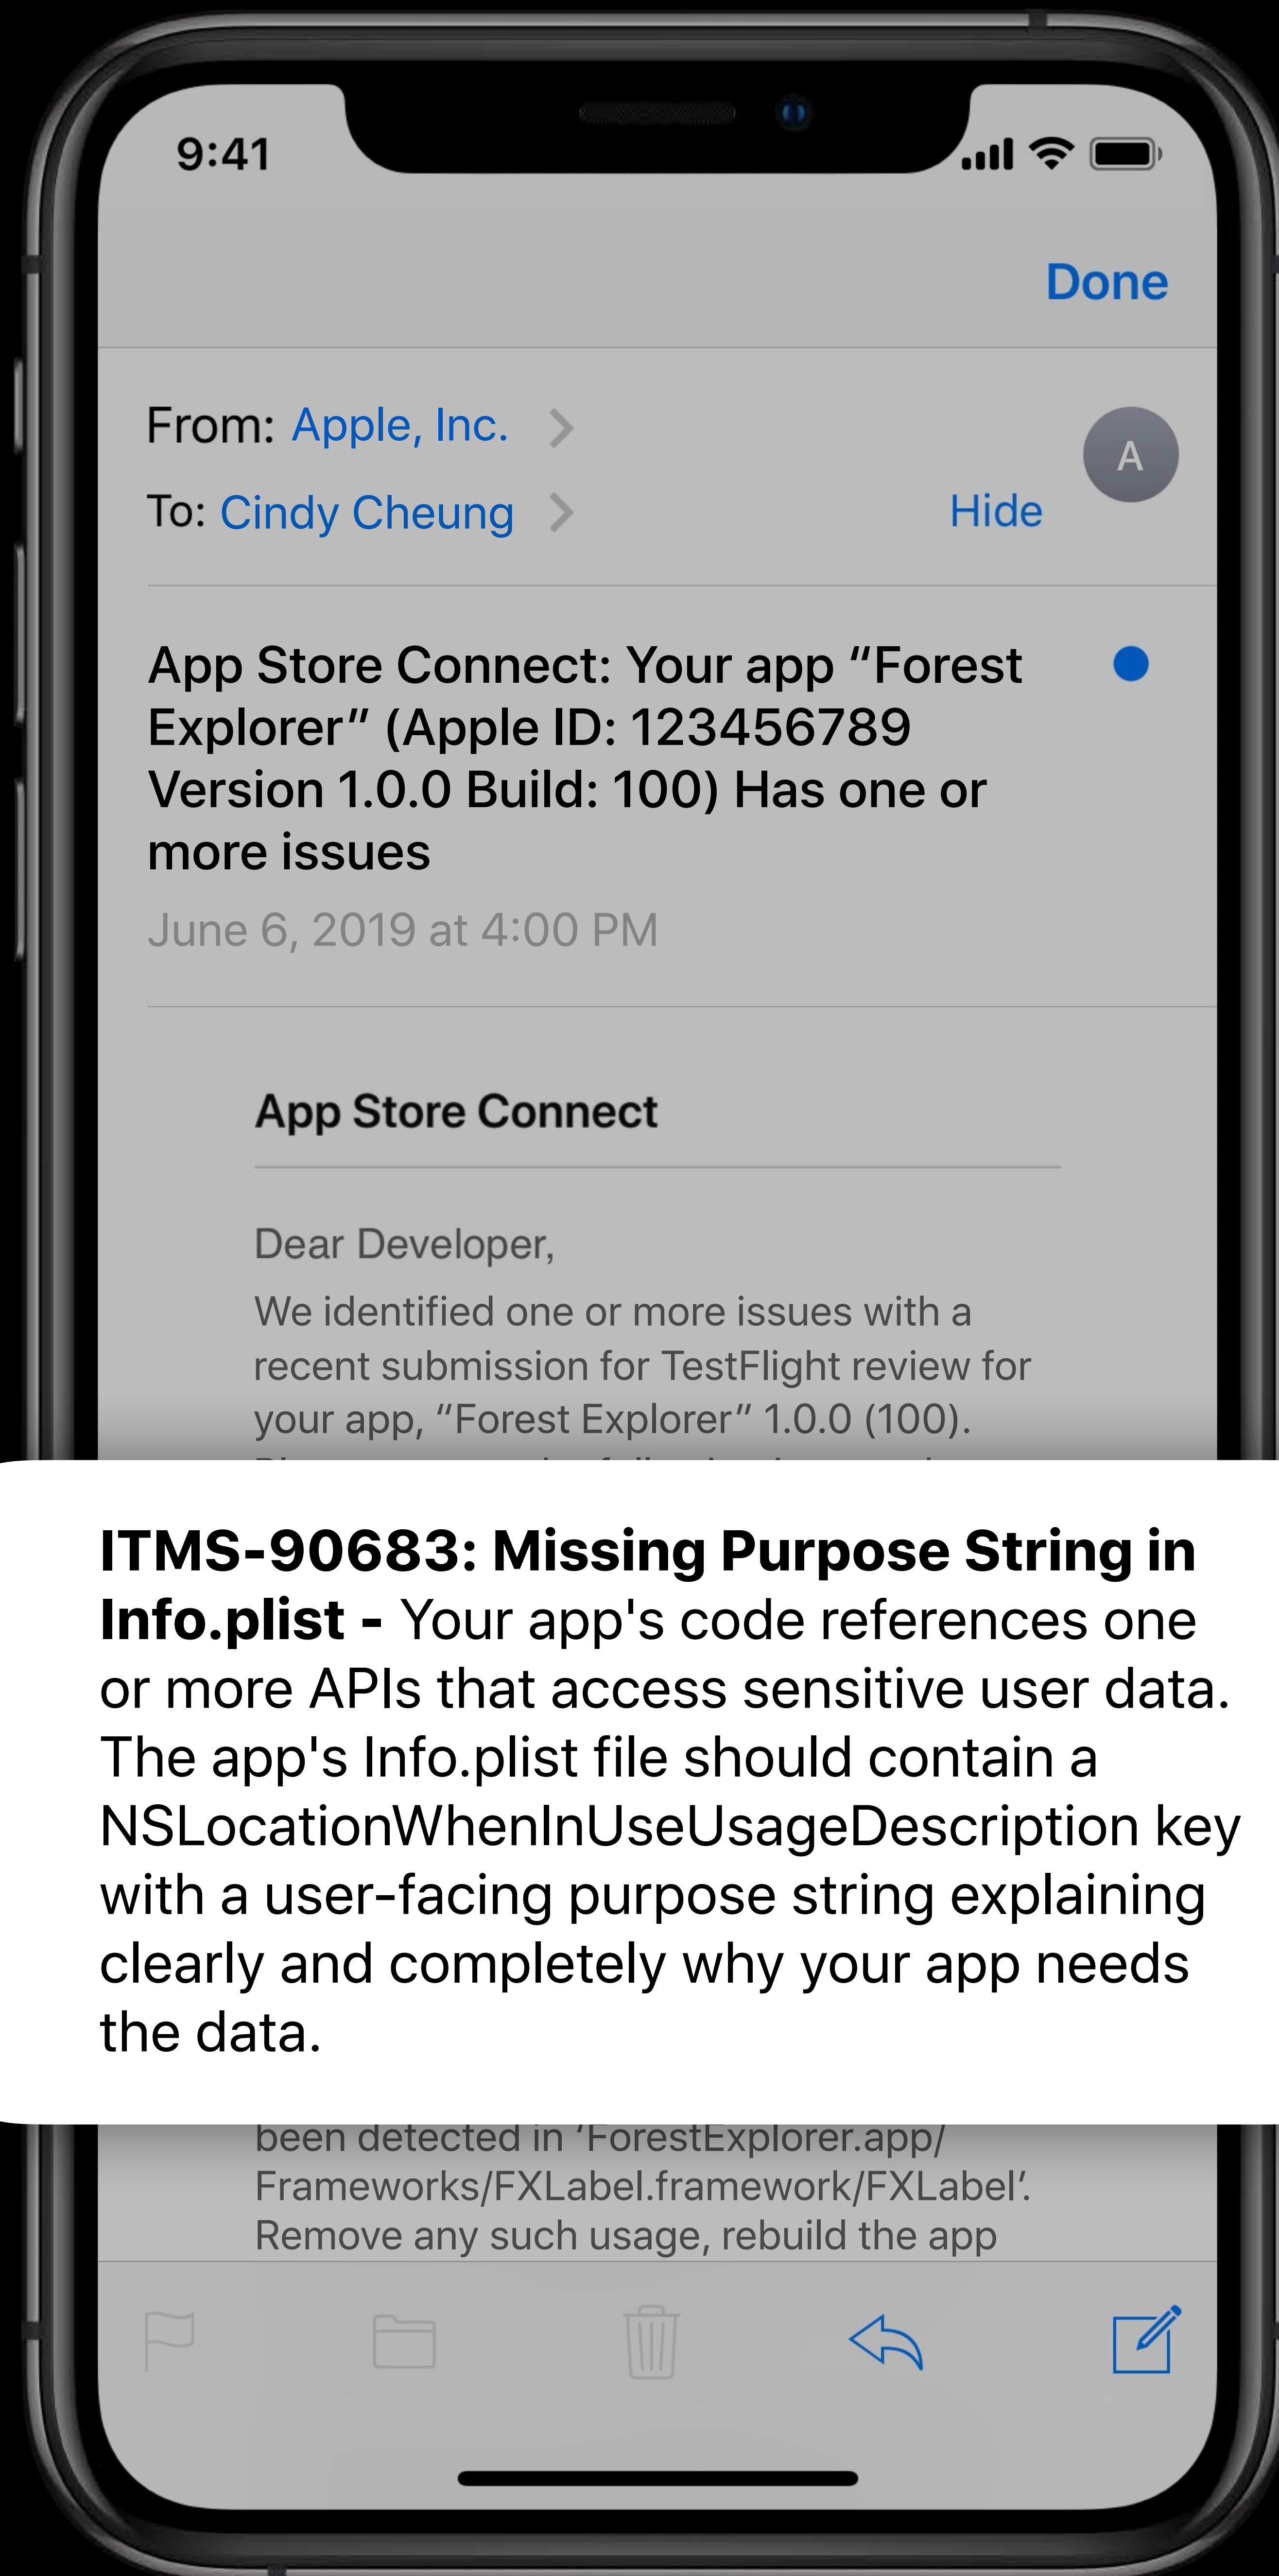 9:41
Done
From: Apple, Inc.
A
To: Cindy Cheung
Hide
App Store Connect: Your app “Forest
Explorer” (Apple ID: 123456789
Version 1.0.0 Build: 100) Has one or
more issues
June 6, 2019 at 4:00 PM
App Store Connect
Dear Developer,
We identified one or more issues with a
recent submission for TestFlight review for
your app, “Forest Explorer” 1.0.0 (100).
ITMS-90683: Missing Purpose String in
Info.plist - Your app's code references one
or more APIs that access sensitive user data.
The app's Info.plist file should contain a
NSLocationWhenInUseUsageDescription key
with a user-facing purpose string explaining
clearly and completely why your app needs
the data.
been detected in ‘ForestExplorer.app/
Frameworks/FXLabel.framework/FXLabel’.
Remove any such usage, rebuild the app